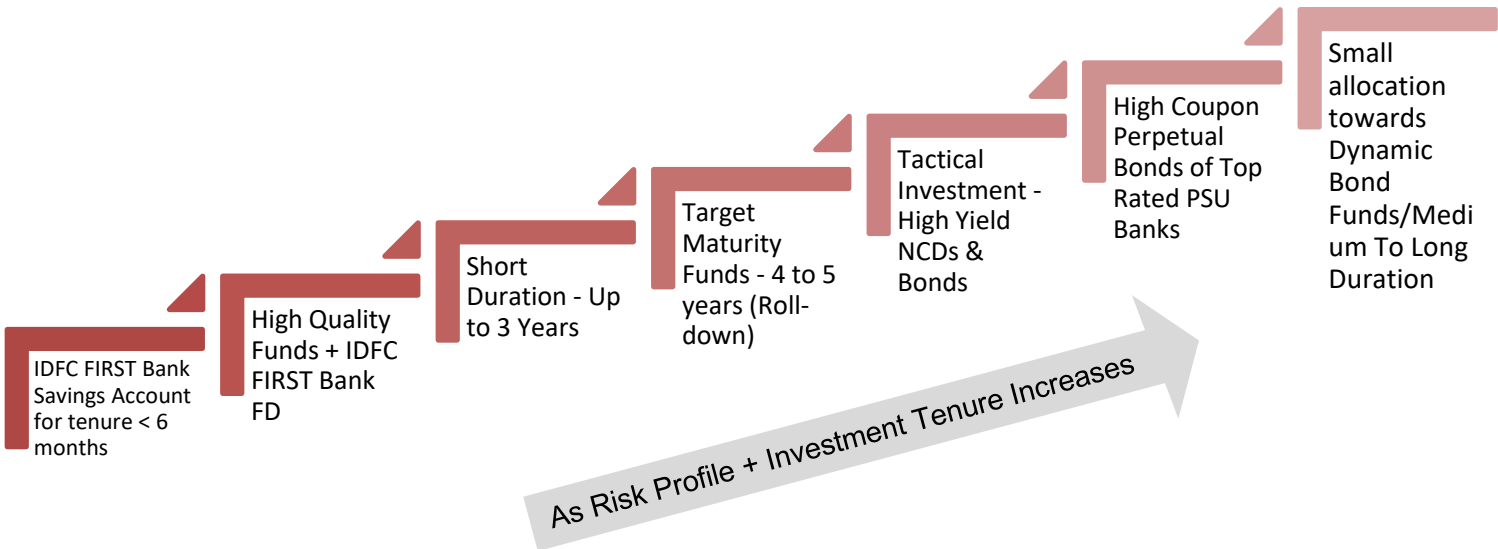 IDFC FIRST Bank
Savings Account
for tenure < 6
months
High Quality
Funds + IDFC
FIRST Bank
FD
Short
Duration - Up
to 3 Years
Target
Maturity
Funds - 4 to 5
years (Roll-
down)
Tactical
Investment -
High Yield
NCDs &
Bonds
High Coupon
Perpetual
Bonds of Top
Rated PSU
Banks
Small
allocation
towards
Dynamic
Bond
Funds/Medi
um To Long
Duration
As Risk Profile + Investment Tenure Increases